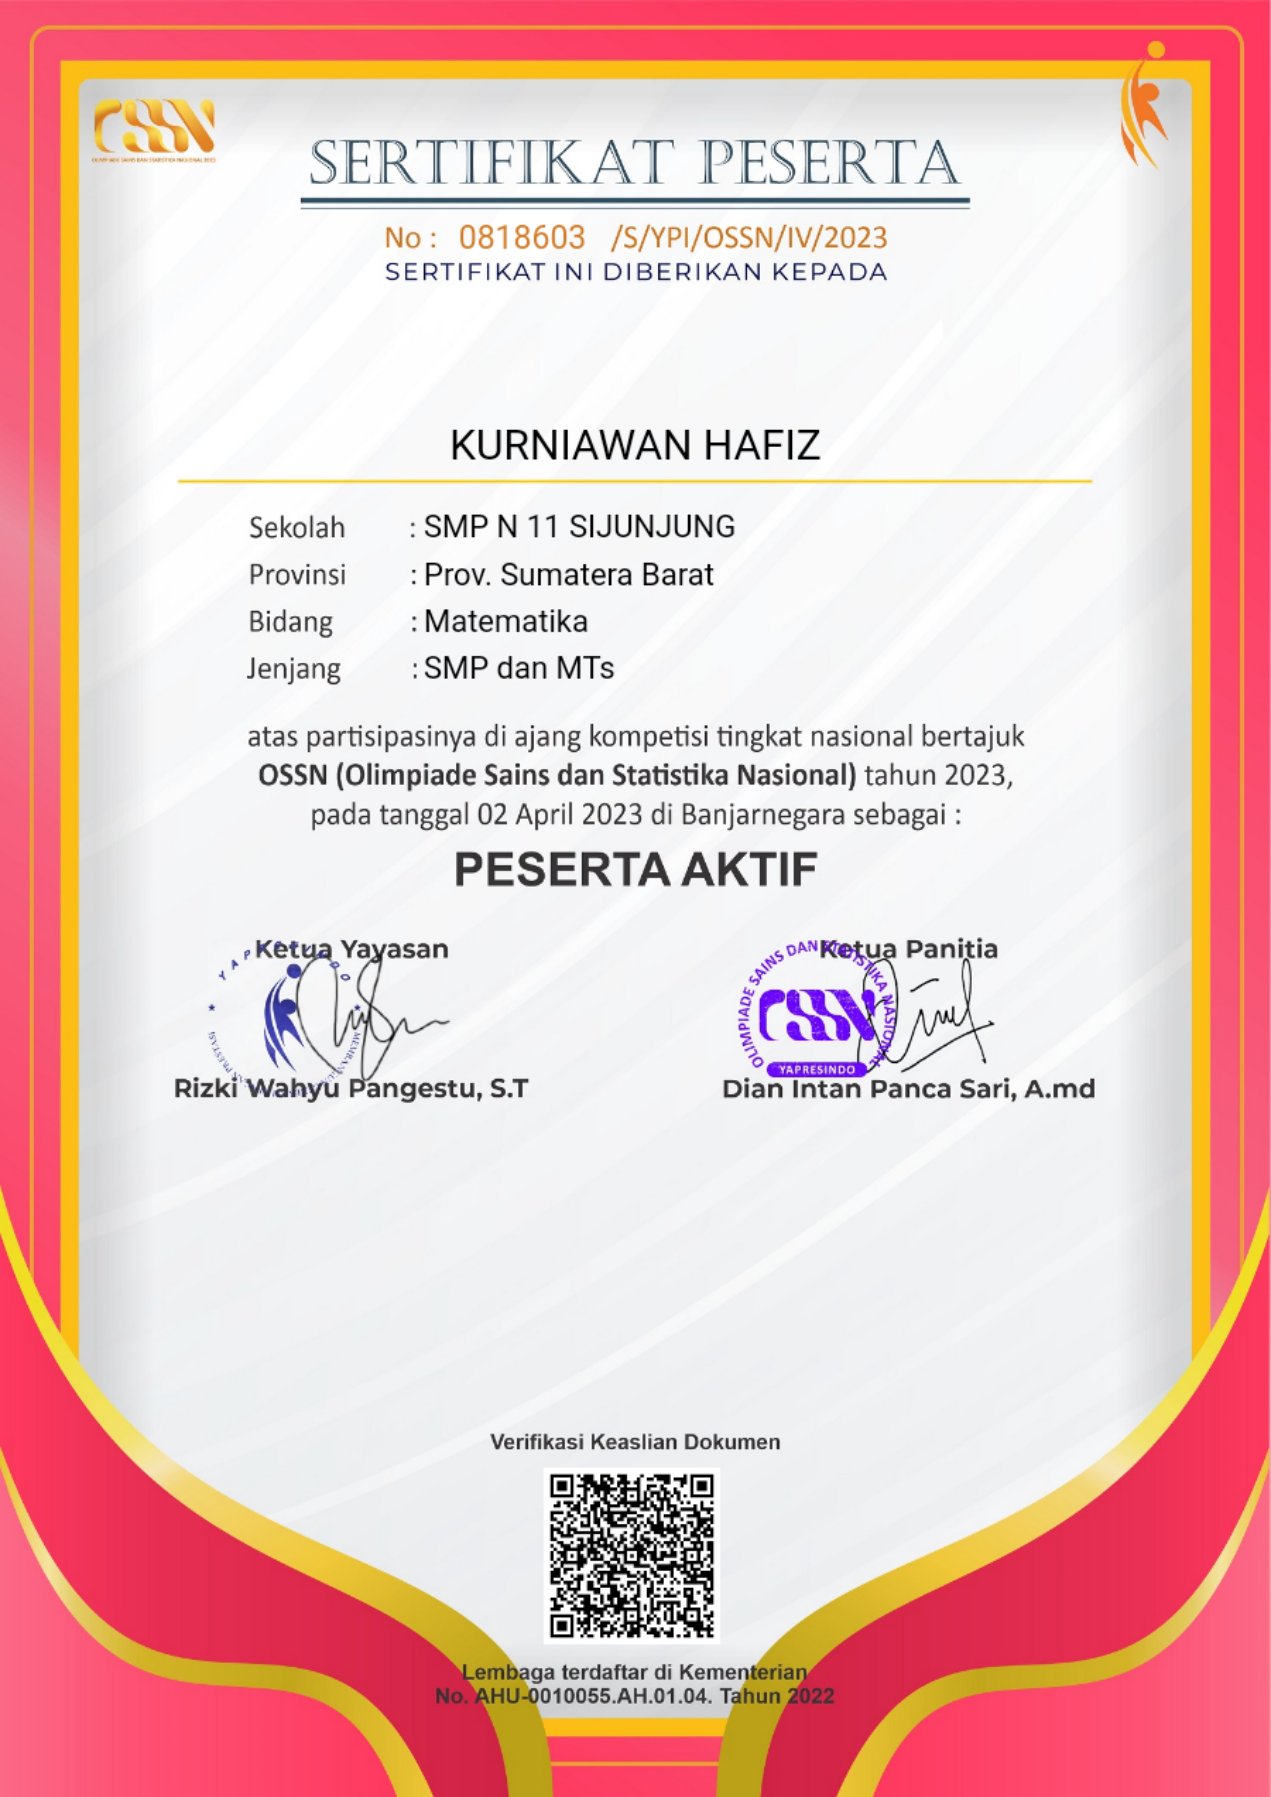 OSSN
OLIMPIADE SAINS DAN STATISTIKA NASIONAL 2023
SERTIFIKAT PESERTA
No : 0818603 /S/YPI/OSSN/IV/2023
SERTIFIKAT INI DIBERIKAN KEPADA
KURNIAWAN HAFIZ
Sekolah : SMP N 11 SIJUNJUNG
Provinsi : Prov. Sumatera Barat
Bidang : Matematika
Jenjang : SMP dan MTs
atas partisipasinya di ajang kompetisi tingkat nasional bertajuk
OSSN (Olimpiade Sains dan Statistika Nasional) tahun 2023,
pada tanggal 02 April 2023 di Banjarnegara sebagai :
PESERTA AKTIF
Ketua Yayasan
Rizki Wahyu Pangestu, S.T
Ketua Panitia
OLIMPIADE SAINS DAN STATISTIKA NASIONAL
OSSN
YAPRESINDO
Dian Intan Panca Sari, A.md
Verifikasi Keaslian Dokumen
Lembaga terdaftar di Kementerian
No. AHU-0010055.AH.01.04. Tahun 2022